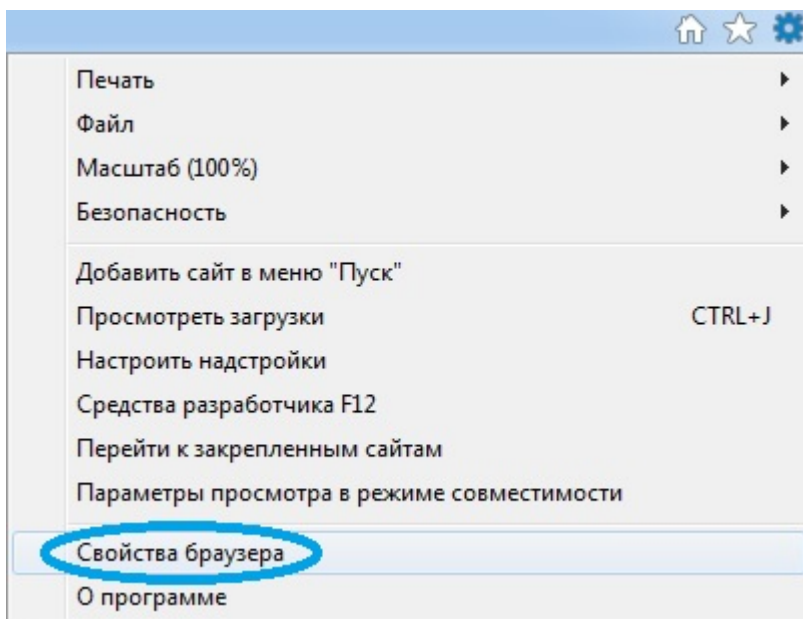 Печать
Файл
Масштаб (100%)
Безопасность
Добавить сайт в меню "Пуск"
Просмотреть загрузки CTRL+J
Настроить надстройки
Средства разработчика F12
Перейти к закрепленным сайтам
Параметры просмотра в режиме совместимости
Свойства браузера
О программе